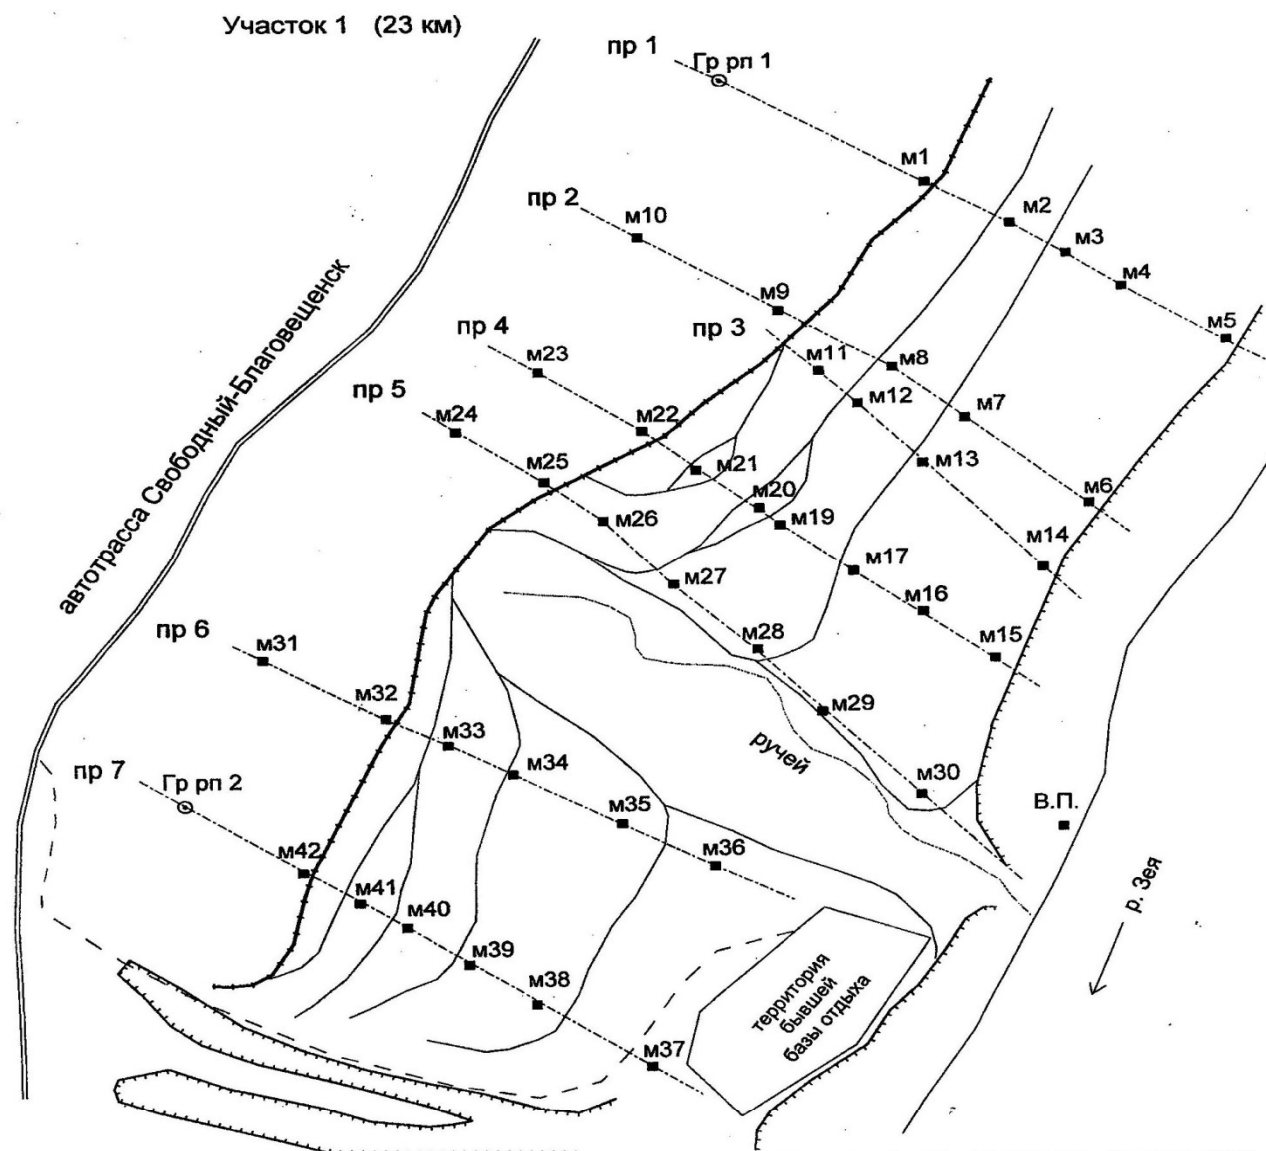 Участок 1 (23 км)
пр 1
Гр рп 1
м1
м2
м3
м4
м5
пр 2
м10
м9
м8
м7
м6
пр 3
м11
м12
м13
м14
пр 4
м23
м22
м21
м20
м19
м17
м16
м15
пр 5
м24
м25
м26
м27
м28
м29
м30
автотрасса Свободный-Благовещенск
пр 6
м31
м32
м33
м34
м35
м36
ручей
В.П.
р. Зея
пр 7
Гр рп 2
м42
м41
м40
м39
м38
м37
территория
бывшей
базы отдыха